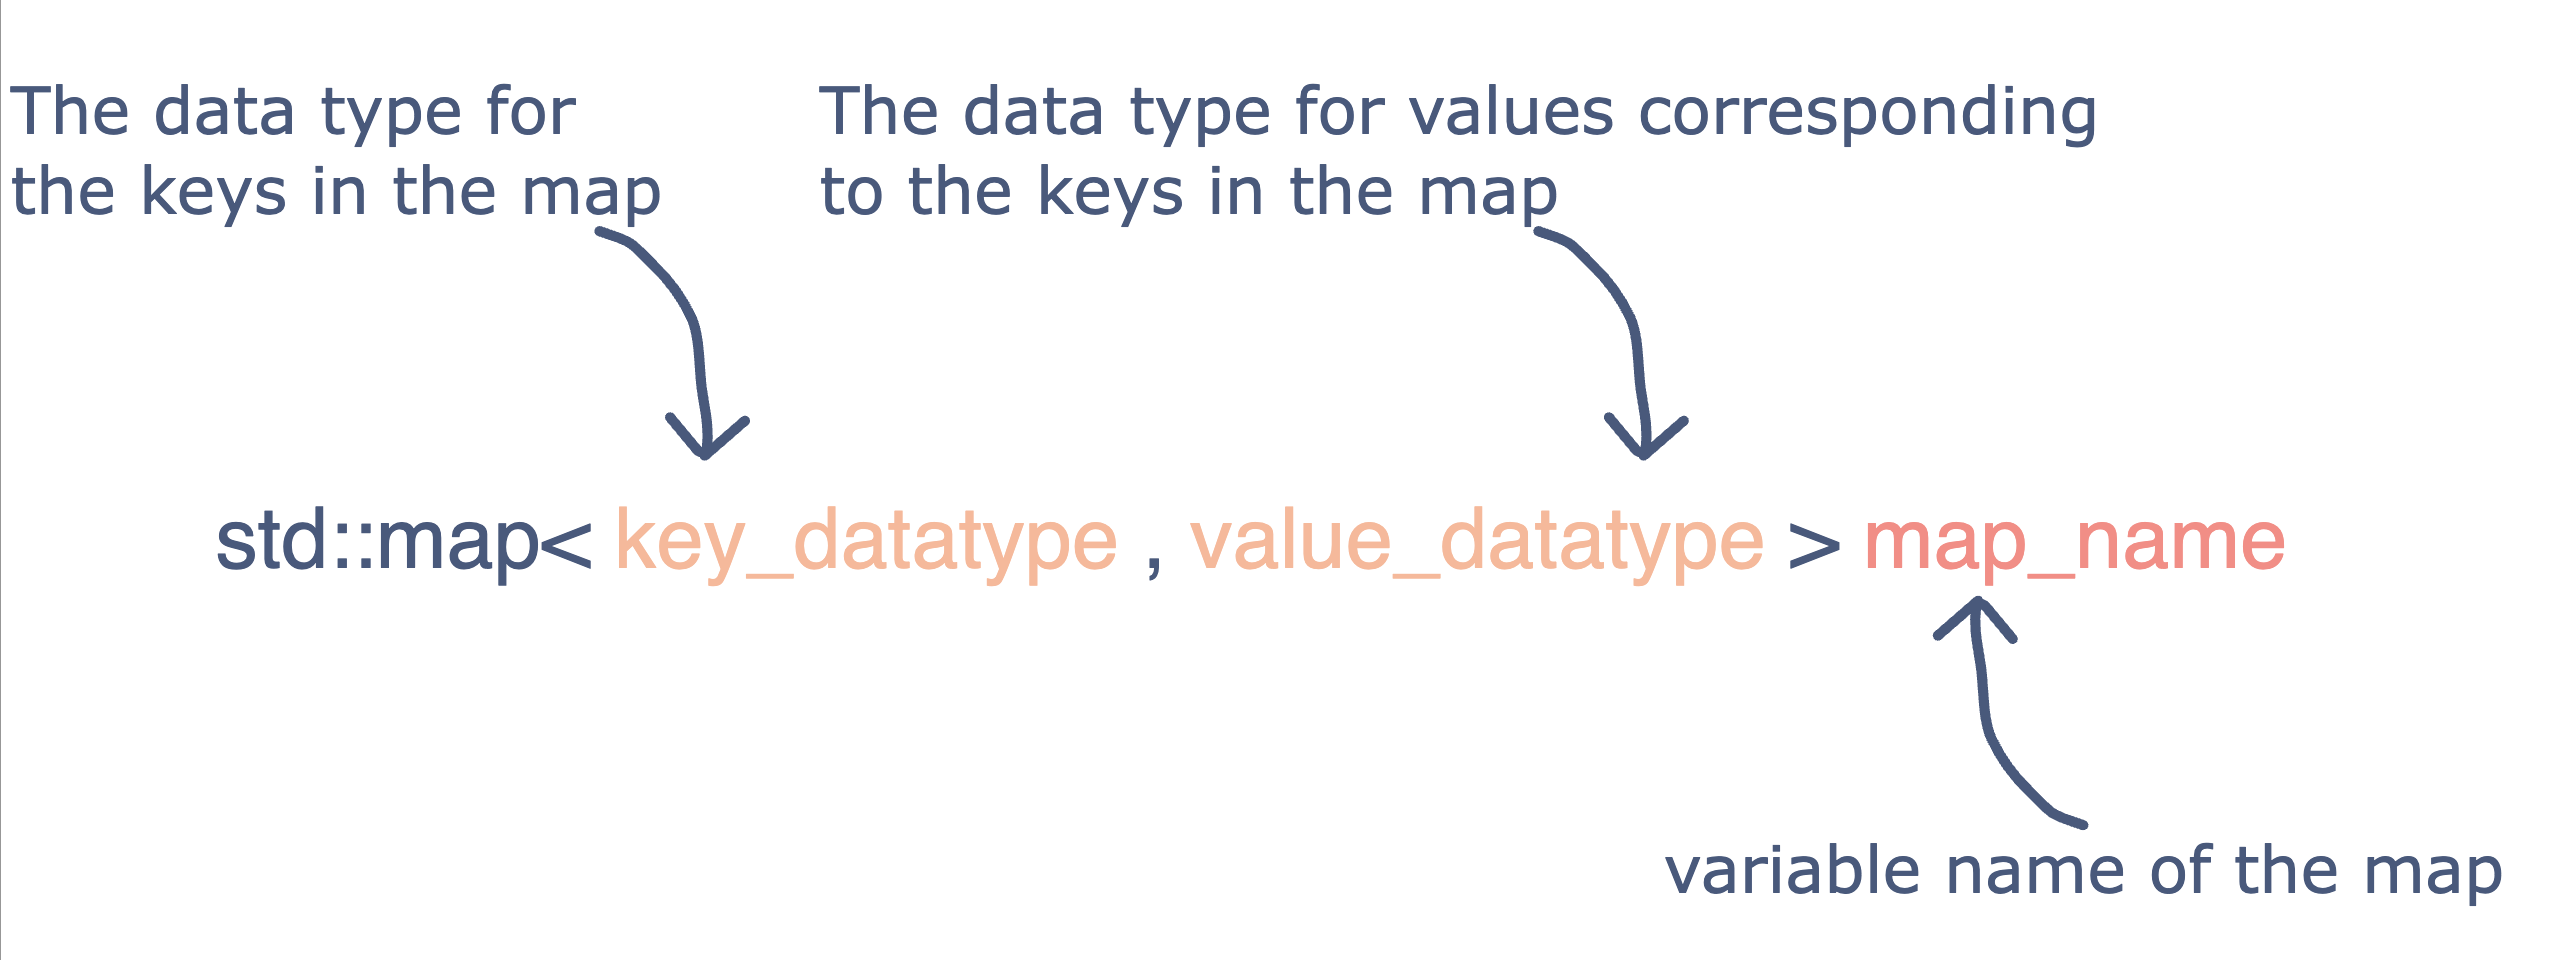 The data type for
the keys in the map
The data type for values corresponding
to the keys in the map
std::map< key_datatype , value_datatype > map_name
variable name of the map